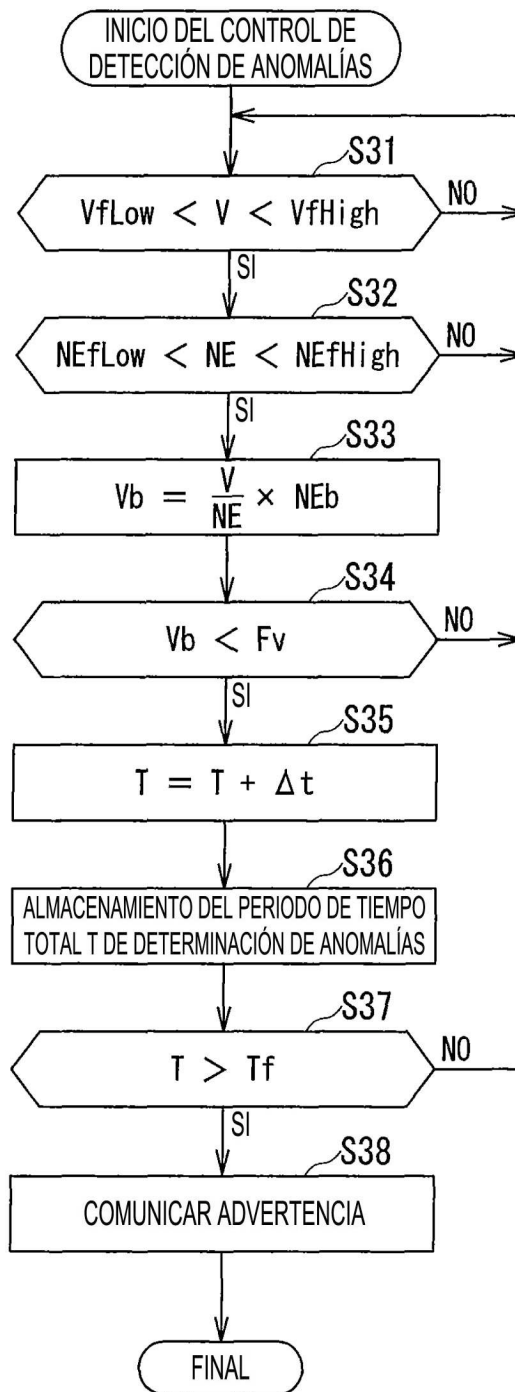 INICIO DEL CONTROL DE
DETECCIÓN DE ANOMALÍAS
S31
VfLow < V < VfHigh
NO
SI
S32
NEfLow < NE < NEfHigh
NO
SI
S33
Vb = V/NE × NEb
S34
Vb < Fv
NO
SI
S35
T = T + Δt
S36
ALMACENAMIENTO DEL PERIODO DE TIEMPO
TOTAL T DE DETERMINACIÓN DE ANOMALÍAS
S37
T > Tf
NO
SI
S38
COMUNICAR ADVERTENCIA
FINAL